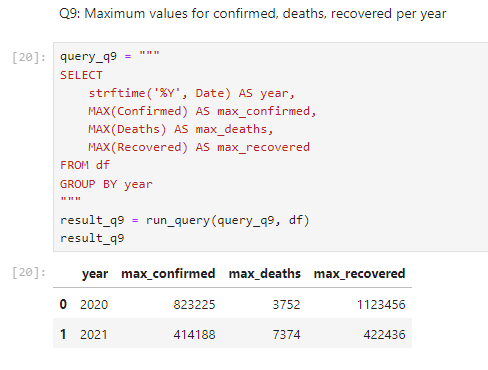 Q9: Maximum values for confirmed, deaths, recovered per year
[20]: query_q9 = """
SELECT
    strftime('%Y', Date) AS year,
    MAX(Confirmed) AS max_confirmed,
    MAX(Deaths) AS max_deaths,
    MAX(Recovered) AS max_recovered
FROM df
GROUP BY year
"""
result_q9 = run_query(query_q9, df)
result_q9
[20]: year max_confirmed max_deaths max_recovered
0 2020 823225 3752 1123456
1 2021 414188 7374 422436